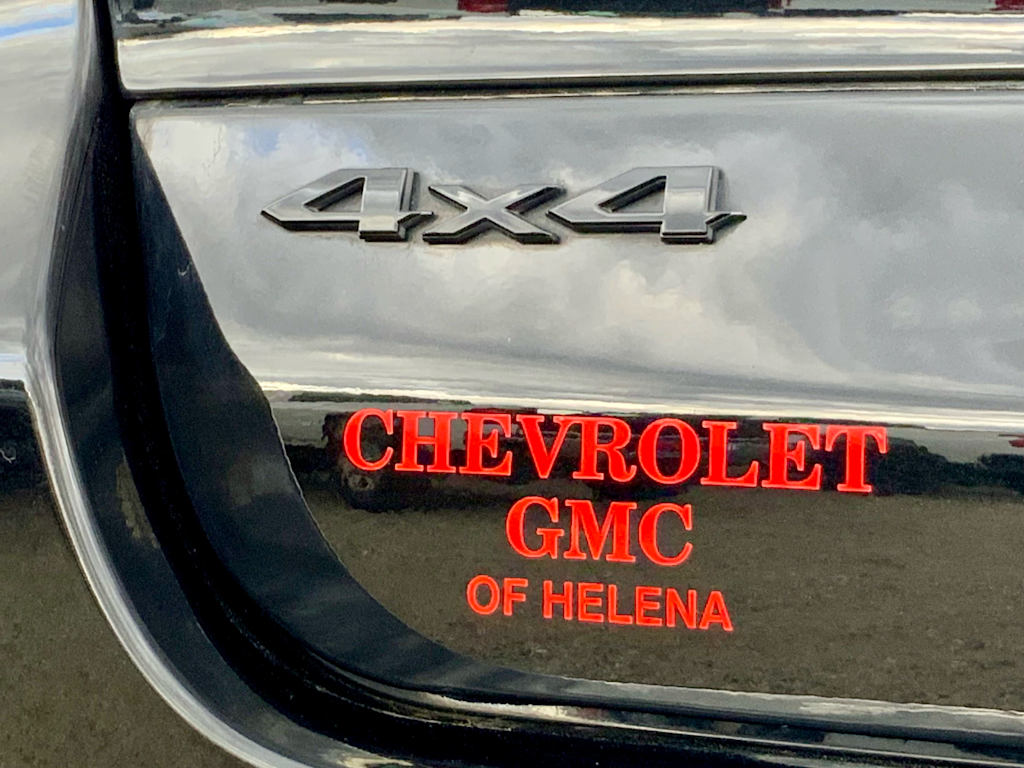 4x4
CHEVROLET
GMC
OF HELENA